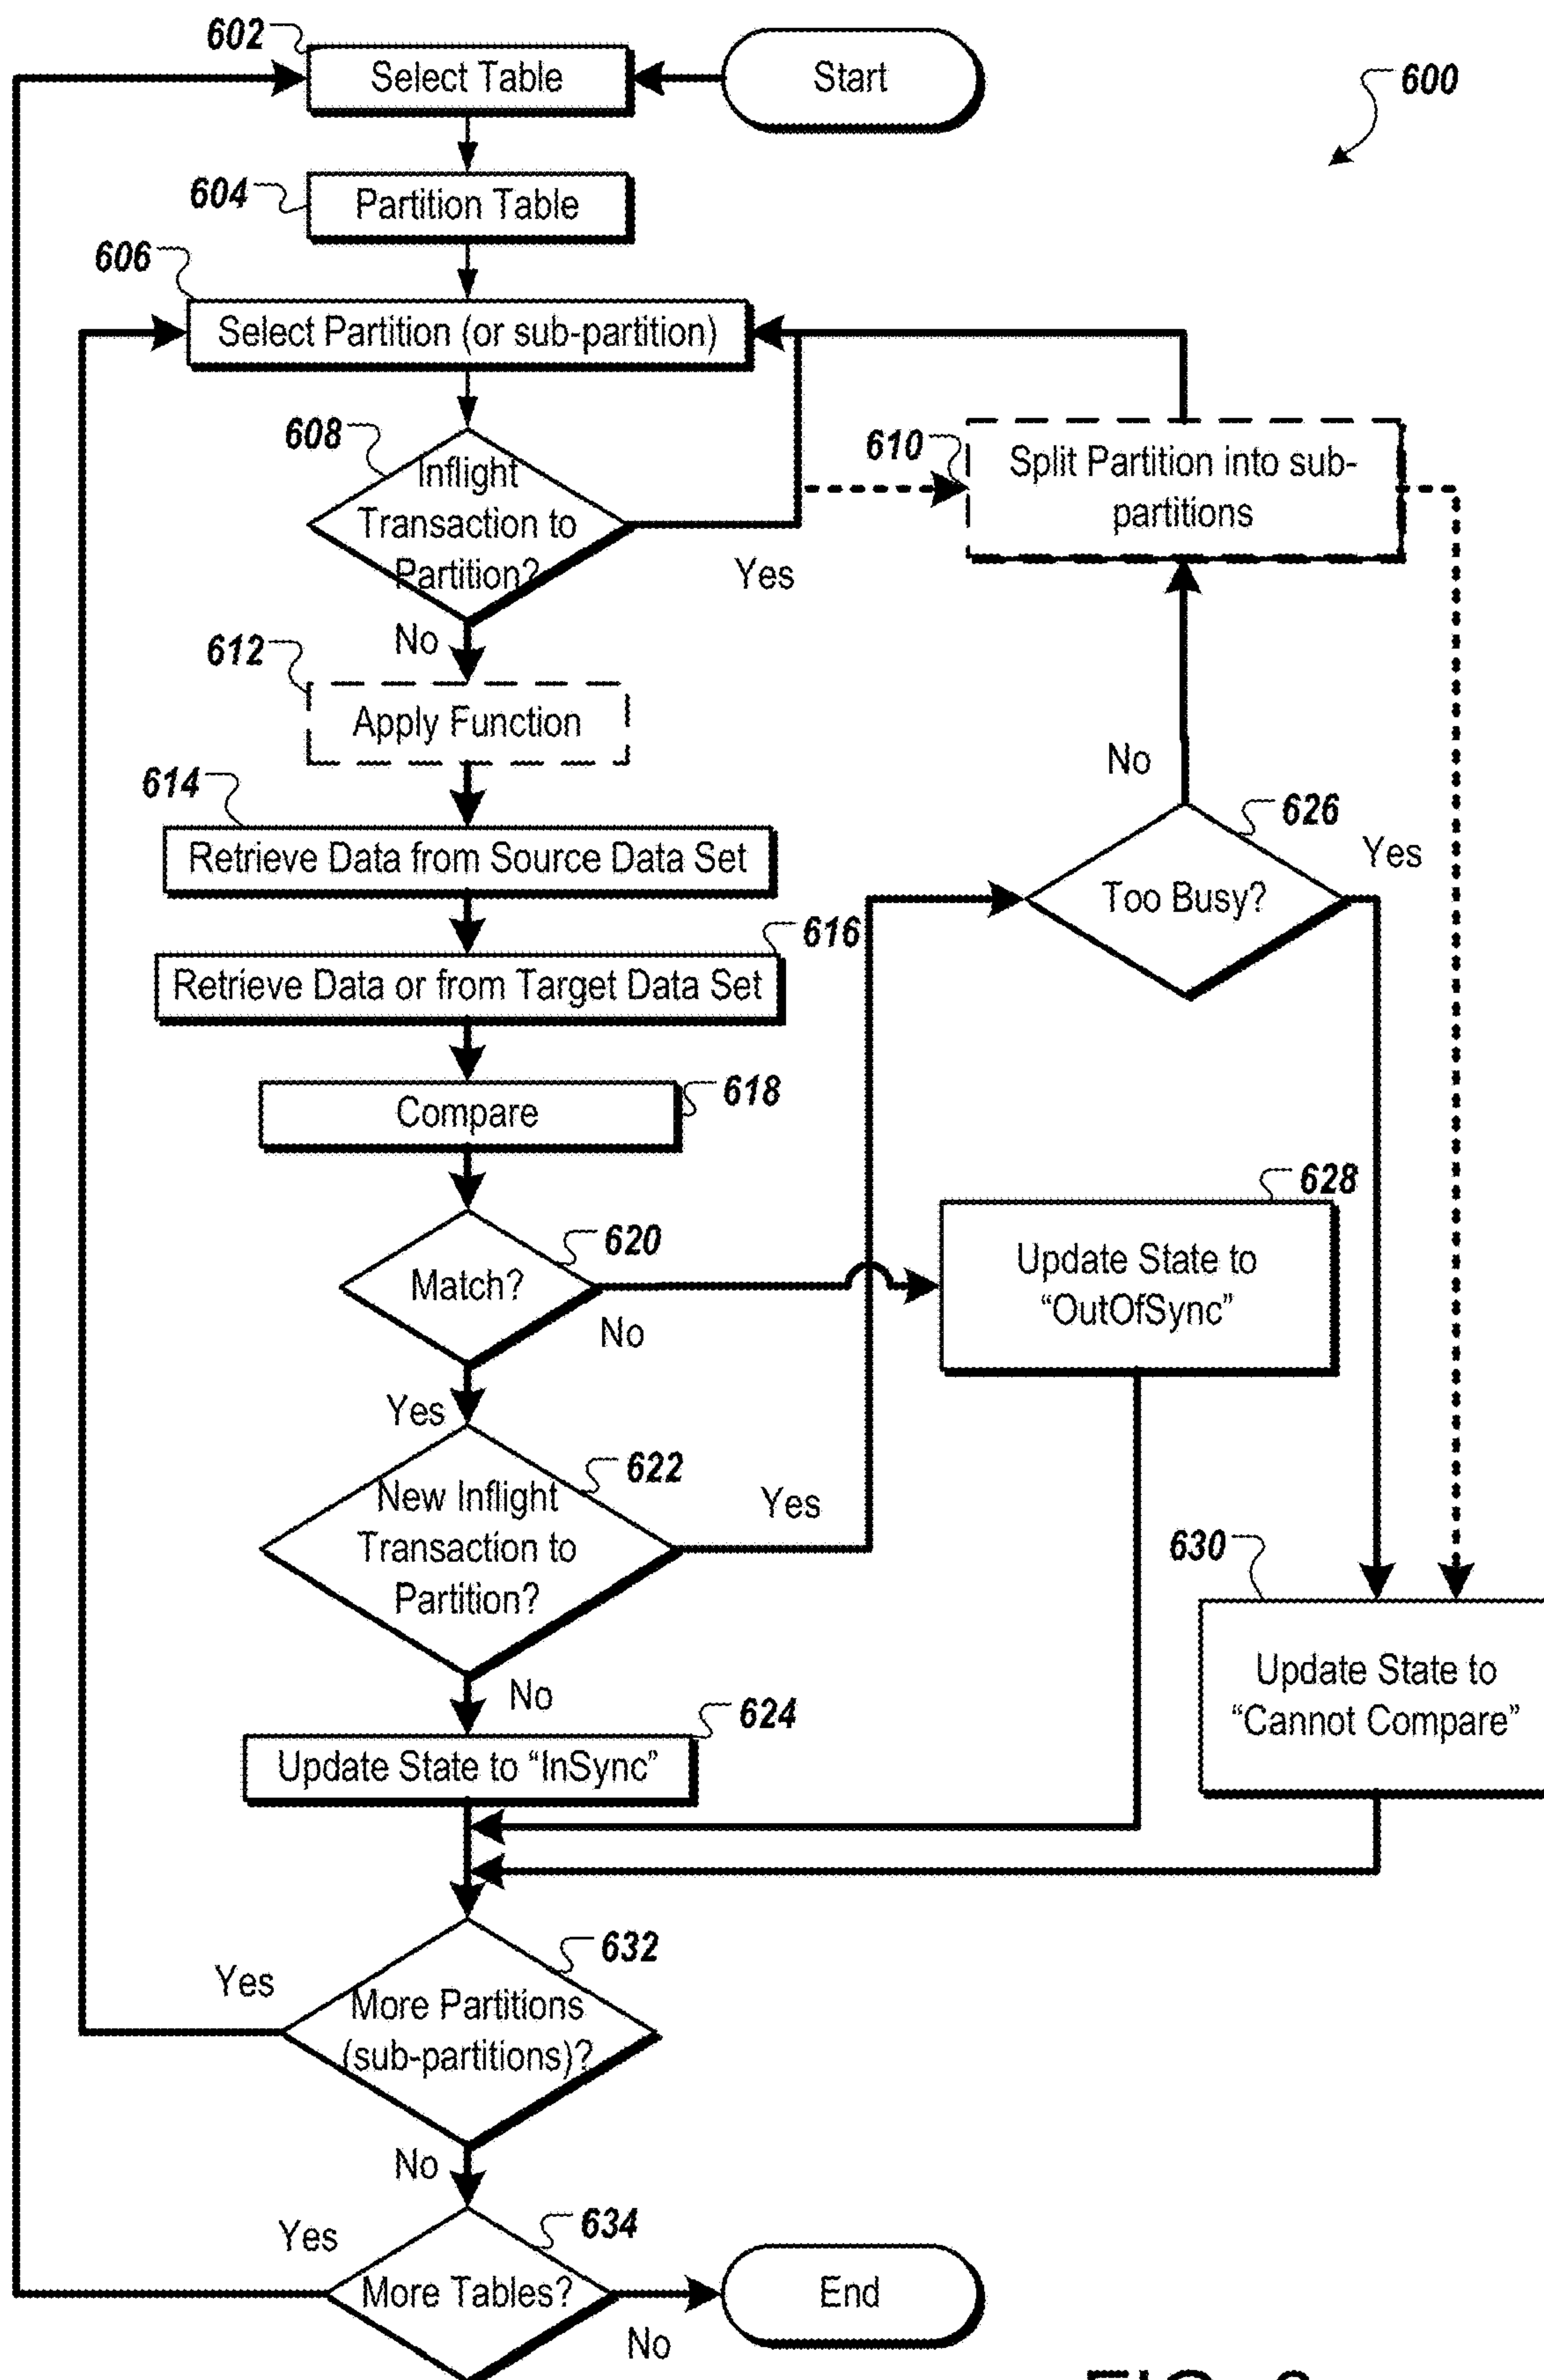 602
Select Table
Start
600
604
Partition Table
606
Select Partition (or sub-partition)
608
Inflight
Transaction to
Partition?
Yes
610
Split Partition into sub-
partitions
No
612
Apply Function
614
Retrieve Data from Source Data Set
No
626
Too Busy?
Yes
616
Retrieve Data or from Target Data Set
618
Compare
620
Match?
No
628
Update State to
“OutOfSync”
Yes
622
New Inflight
Transaction to
Partition?
Yes
630
Update State to
“Cannot Compare”
No
624
Update State to “InSync”
632
Yes
More Partitions
(sub-partitions)?
No
634
Yes
More Tables?
No
End